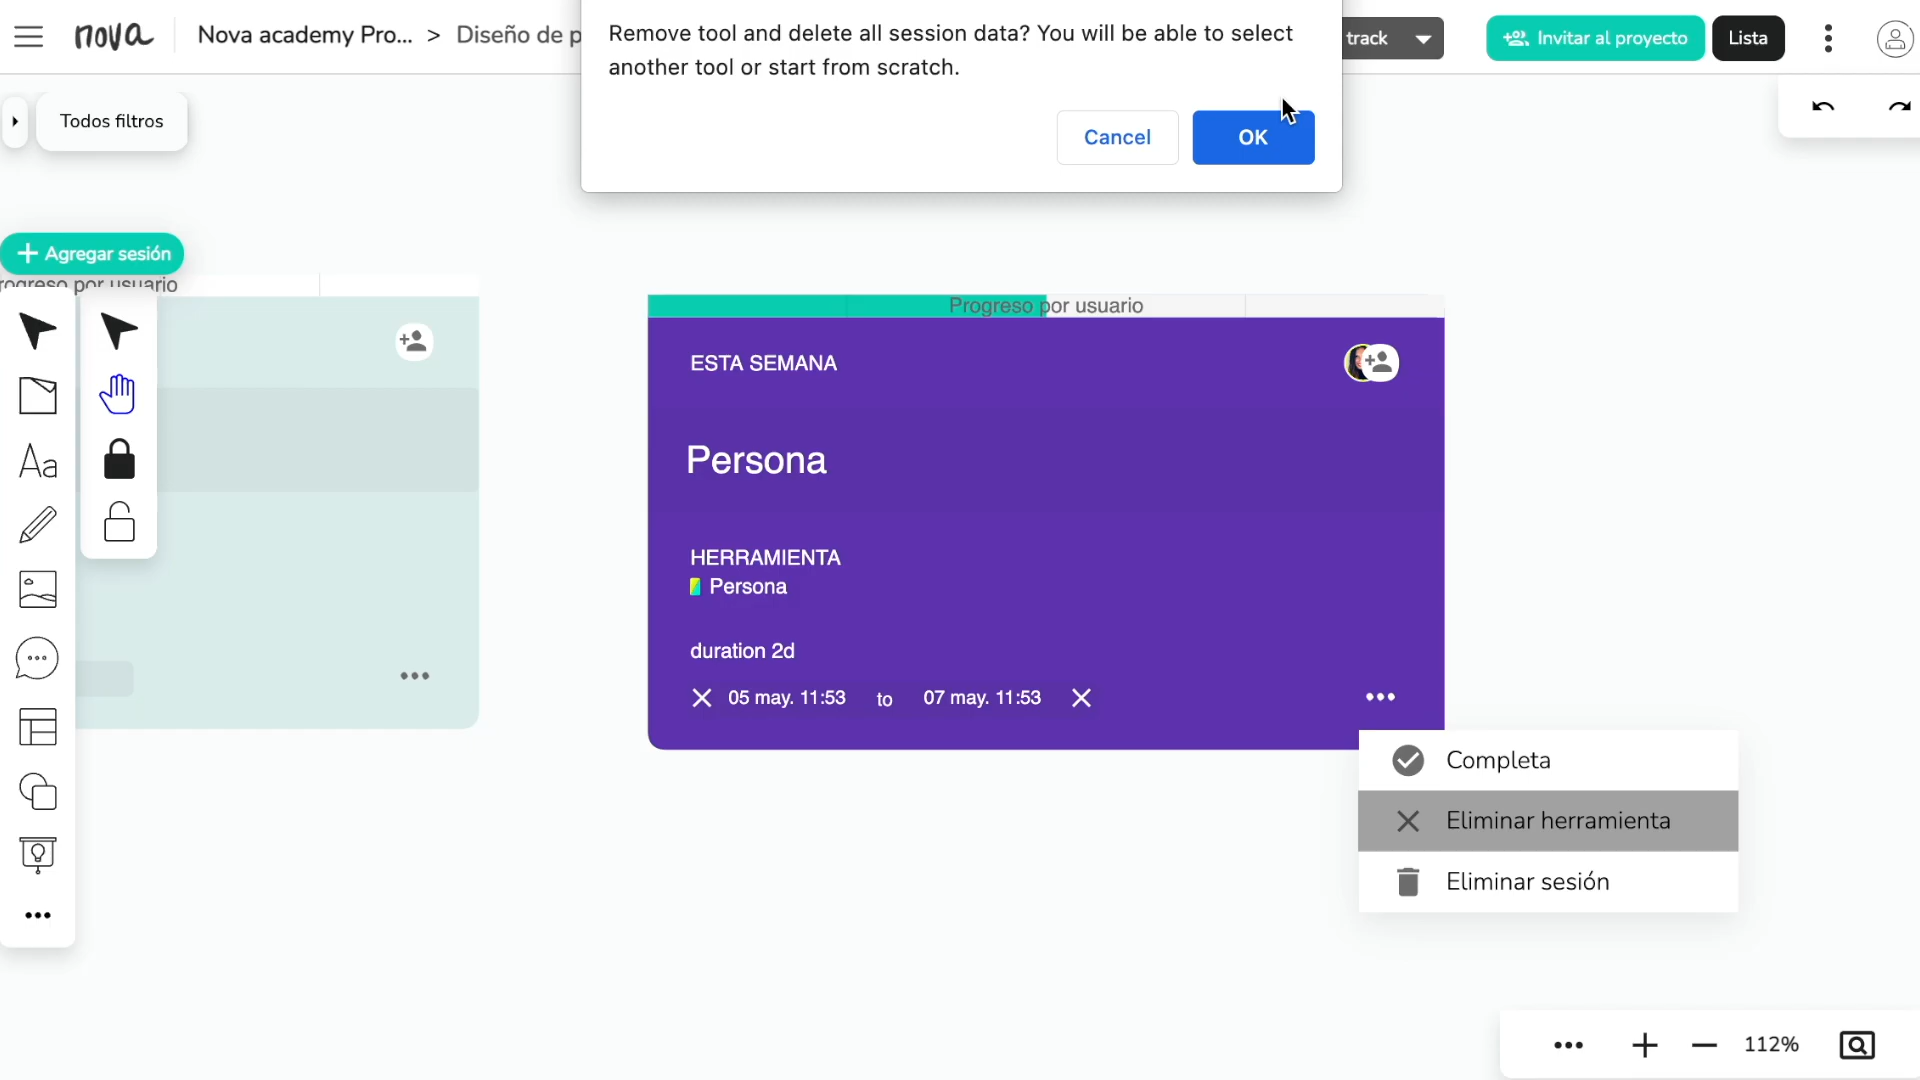 nova
Nova academy Pro... > Diseño de p
Remove tool and delete all session data? You will be able to select
another tool or start from scratch.
Cancel
OK
track
Invitar al proyecto
Lista
Todos filtros
Agregar sesión
rogreso por usuario
Aa
Progreso por usuario
ESTA SEMANA
Persona
HERRAMIENTA
Persona
duration 2d
05 may. 11:53 to 07 may. 11:53
Completa
Eliminar herramienta
Eliminar sesión
112%